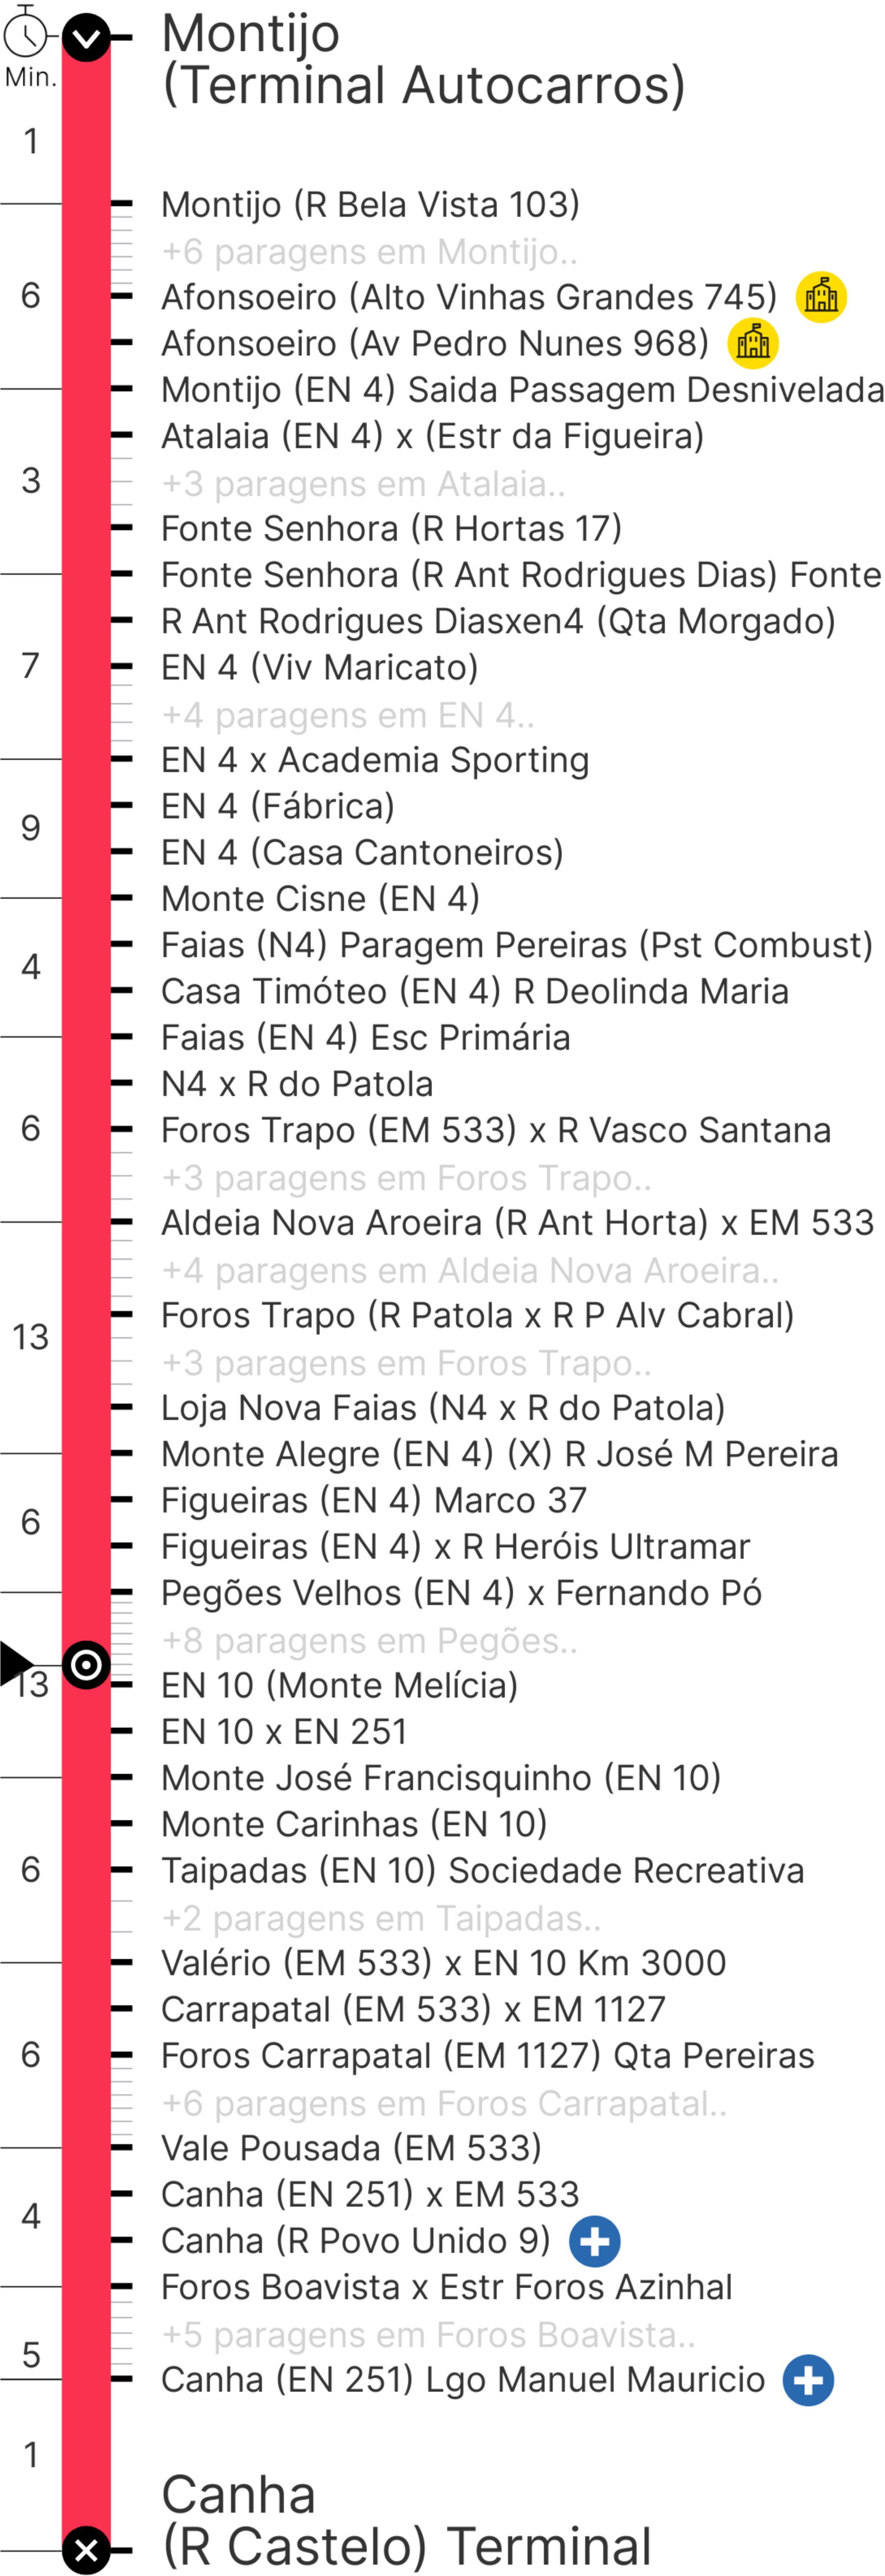 Montijo
(Terminal Autocarros)
Min.
1
Montijo (R Bela Vista 103)
+6 paragens em Montijo..
6
Afonsoeiro (Alto Vinhas Grandes 745)
Afonsoeiro (Av Pedro Nunes 968)
Montijo (EN 4) Saida Passagem Desnivelada
Atalaia (EN 4) x (Estr da Figueira)
3
+3 paragens em Atalaia..
Fonte Senhora (R Hortas 17)
Fonte Senhora (R Ant Rodrigues Dias) Fonte
R Ant Rodrigues Diasxen4 (Qta Morgado)
7
EN 4 (Viv Maricato)
+4 paragens em EN 4..
EN 4 x Academia Sporting
EN 4 (Fábrica)
9
EN 4 (Casa Cantoneiros)
Monte Cisne (EN 4)
Faias (N4) Paragem Pereiras (Pst Combust)
4
Casa Timóteo (EN 4) R Deolinda Maria
Faias (EN 4) Esc Primária
N4 x R do Patola
6
Foros Trapo (EM 533) x R Vasco Santana
+3 paragens em Foros Trapo..
Aldeia Nova Aroeira (R Ant Horta) x EM 533
+4 paragens em Aldeia Nova Aroeira..
Foros Trapo (R Patola x R P Alv Cabral)
13
+3 paragens em Foros Trapo..
Loja Nova Faias (N4 x R do Patola)
Monte Alegre (EN 4) (X) R José M Pereira
Figueiras (EN 4) Marco 37
6
Figueiras (EN 4) x R Heróis Ultramar
Pegões Velhos (EN 4) x Fernando Pó
+8 paragens em Pegões..
13
EN 10 (Monte Melícia)
EN 10 x EN 251
Monte José Francisquinho (EN 10)
Monte Carinhas (EN 10)
6
Taipadas (EN 10) Sociedade Recreativa
+2 paragens em Taipadas..
Valério (EM 533) x EN 10 Km 3000
Carrapatal (EM 533) x EM 1127
6
Foros Carrapatal (EM 1127) Qta Pereiras
+6 paragens em Foros Carrapatal..
Vale Pousada (EM 533)
Canha (EN 251) x EM 533
4
Canha (R Povo Unido 9)
Foros Boavista x Estr Foros Azinhal
+5 paragens em Foros Boavista..
5
Canha (EN 251) Lgo Manuel Mauricio
1
Canha
(R Castelo) Terminal